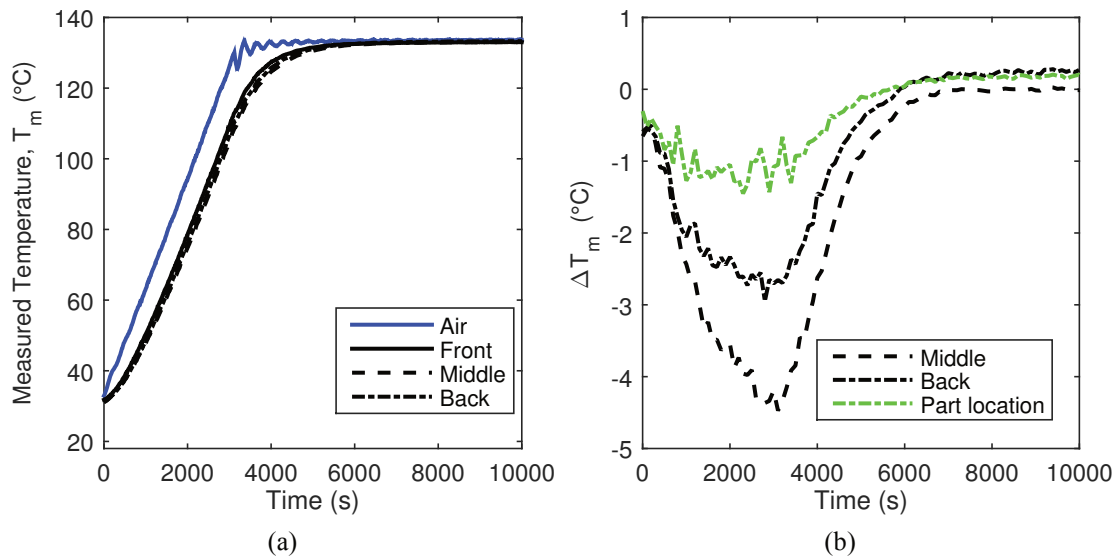 140
120
100
80
60
40
20
Measured Temperature, T_m (°C)
0 2000 4000 6000 8000 10000
Time (s)
Air
Front
Middle
Back
(a)
1
0
-1
-2
-3
-4
-5
Δ T_m (°C)
0 2000 4000 6000 8000 10000
Time (s)
Middle
Back
Part location
(b)